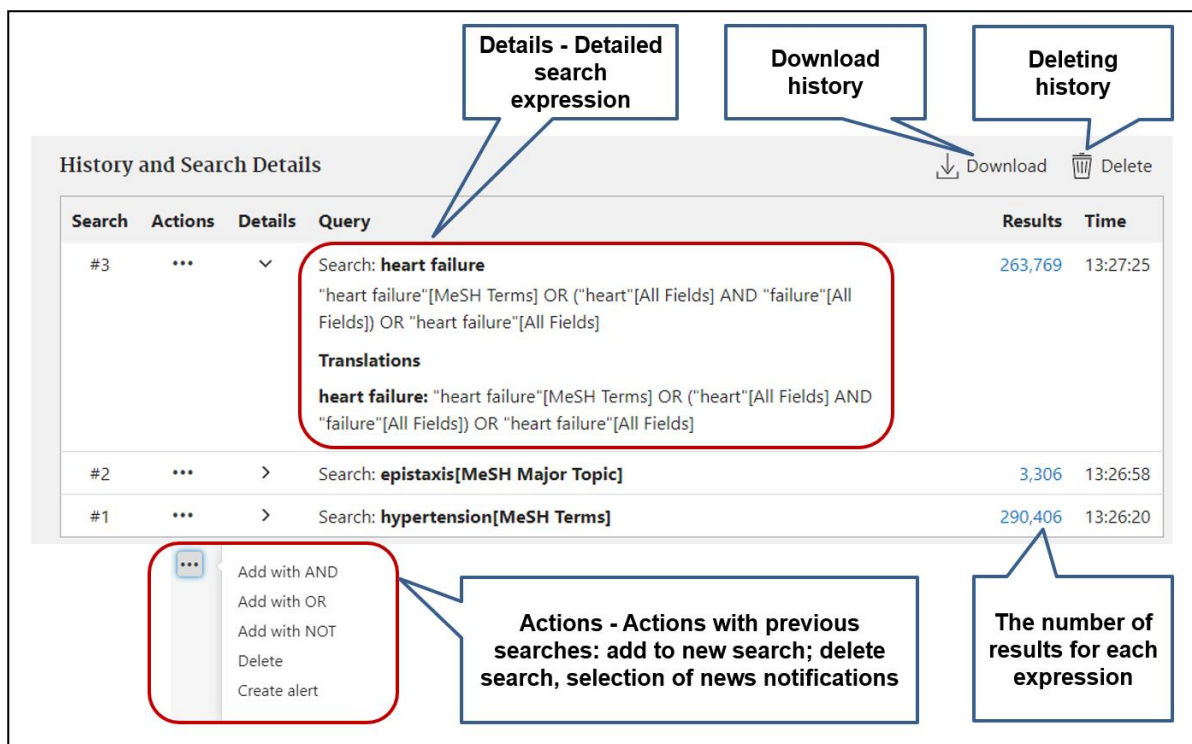 Details - Detailed
search
expression
Download
history
Deleting
history
History and Search Details
Download
Delete
Search Actions Details Query Results Time
#3 Search: heart failure 263,769 13:27:25
"heart failure"[MeSH Terms] OR ("heart"[All Fields] AND "failure"[All
Fields]) OR "heart failure"[All Fields]
Translations
heart failure: "heart failure"[MeSH Terms] OR ("heart"[All Fields] AND
"failure"[All Fields]) OR "heart failure"[All Fields]
#2 Search: epistaxis[MeSH Major Topic] 3,306 13:26:58
#1 Search: hypertension[MeSH Terms] 290,406 13:26:20
Add with AND
Add with OR
Add with NOT
Delete
Create alert
Actions - Actions with previous
searches: add to new search; delete
search, selection of news notifications
The number of
results for each
expression